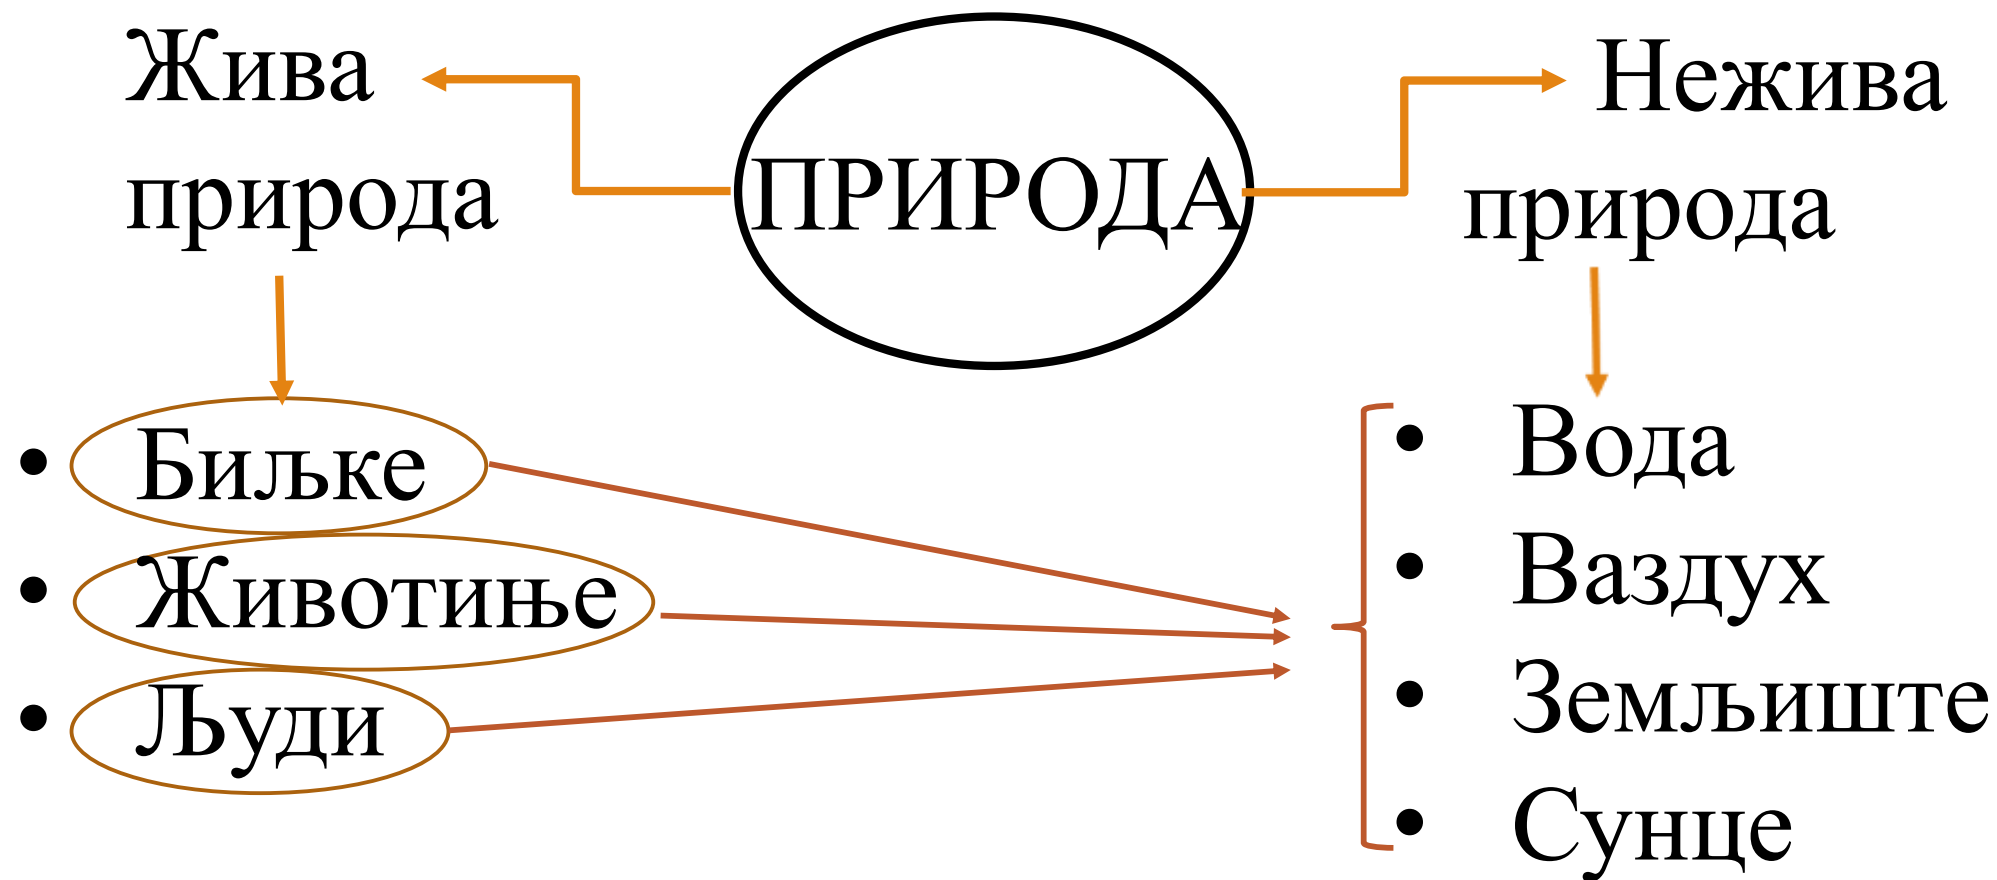 ПРИРОДА
Жива
природа
• Биљке
• Животиње
• Људи
Нежива
природа
• Вода
• Ваздух
• Земљиште
• Сунце